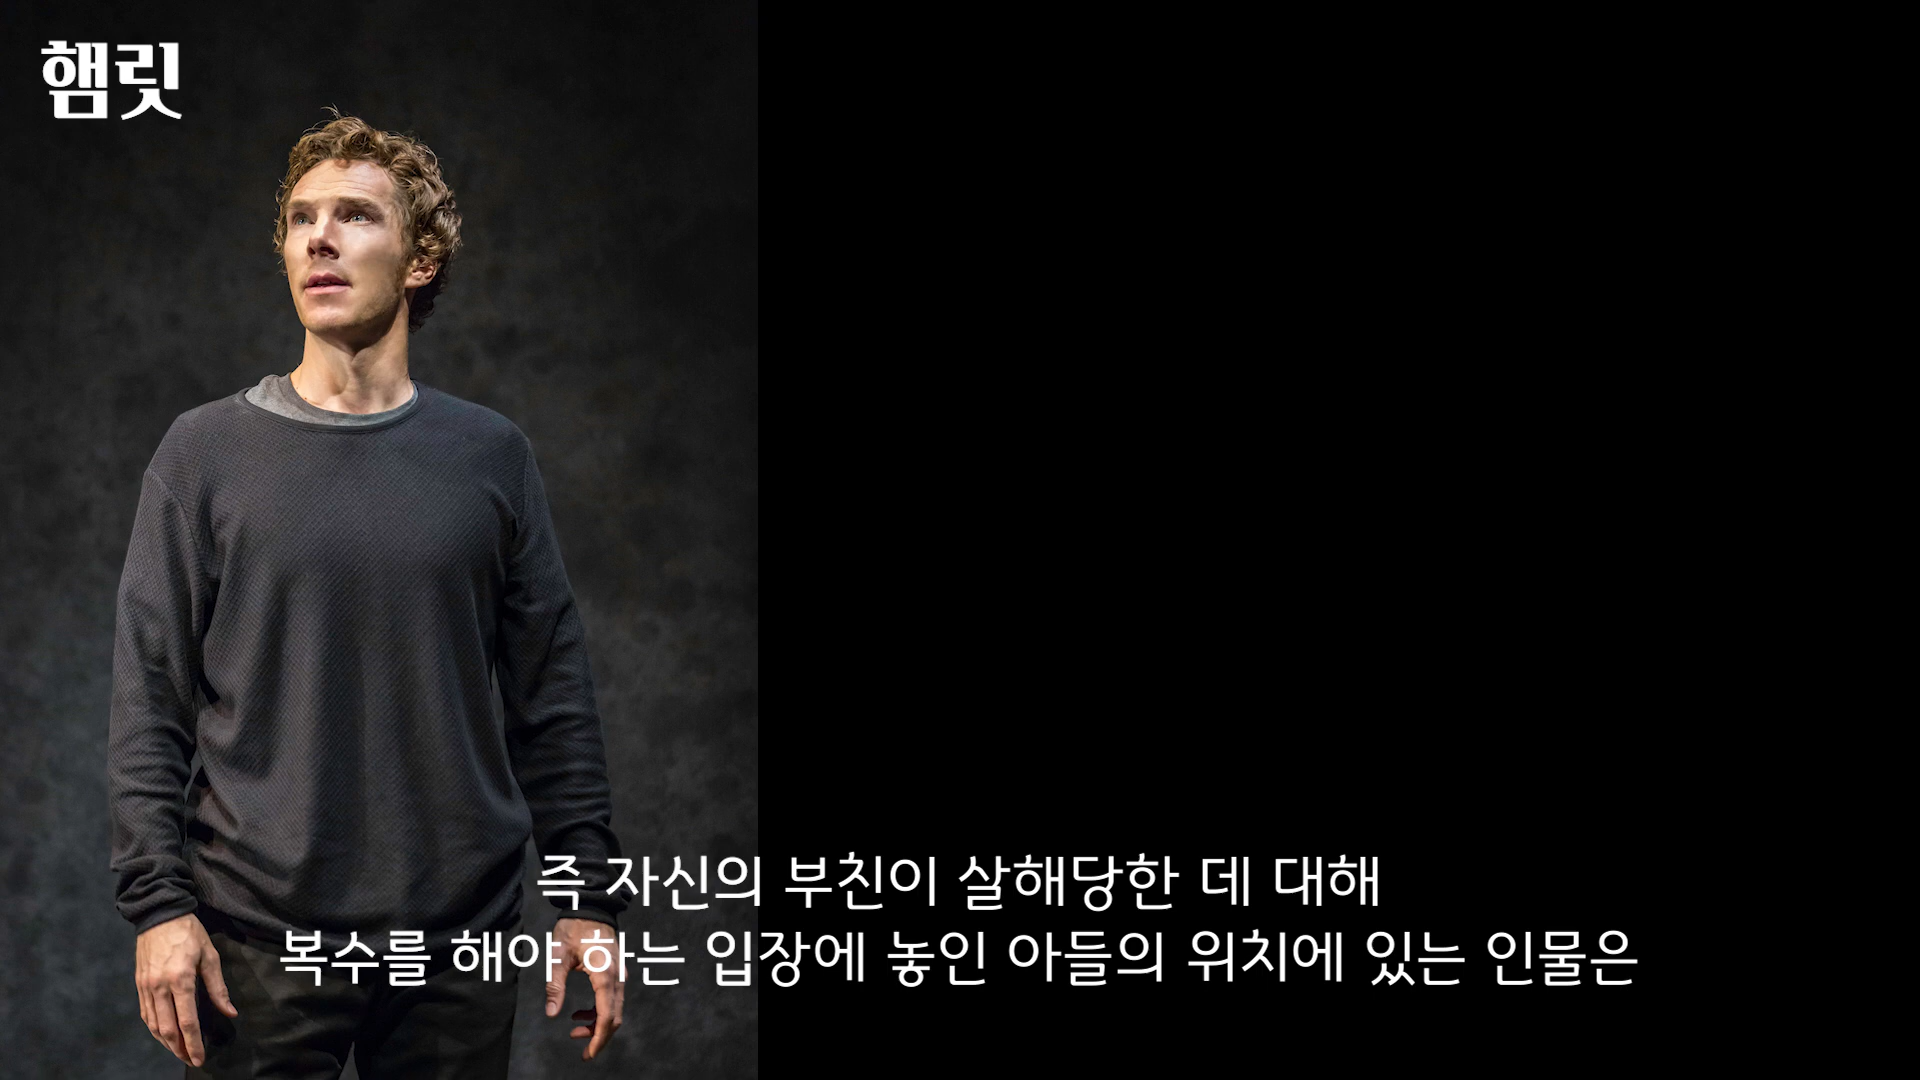 햄릿
즉 자신의 부친이 살해당한 데 대해
복수를 해야 하는 입장에 놓인 아들의 위치에 있는 인물은